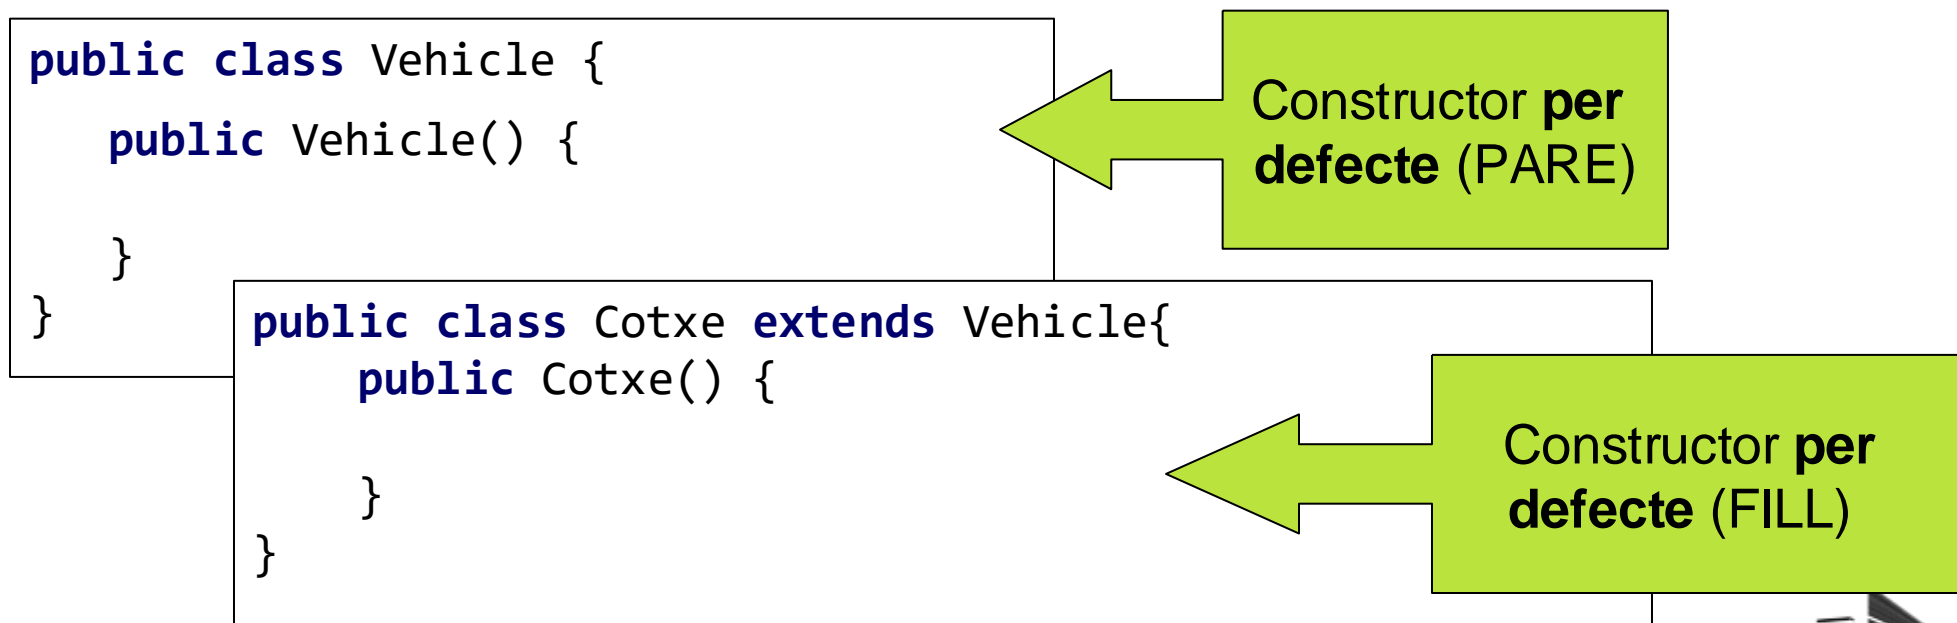 public class Vehicle {
public Vehicle() {
}
}
Constructor per
defecte (PARE)
public class Cotxe extends Vehicle{
public Cotxe() {
}
}
Constructor per
defecte (FILL)